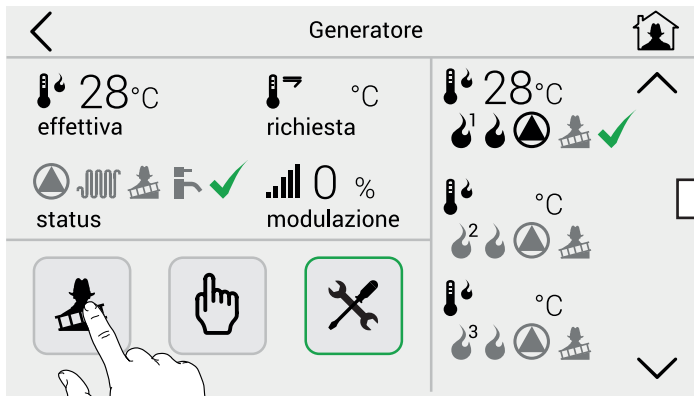 Generatore
28°C
°C
effettiva
richiesta
0 %
status
modulazione
28°C
1
°C
2
°C
3